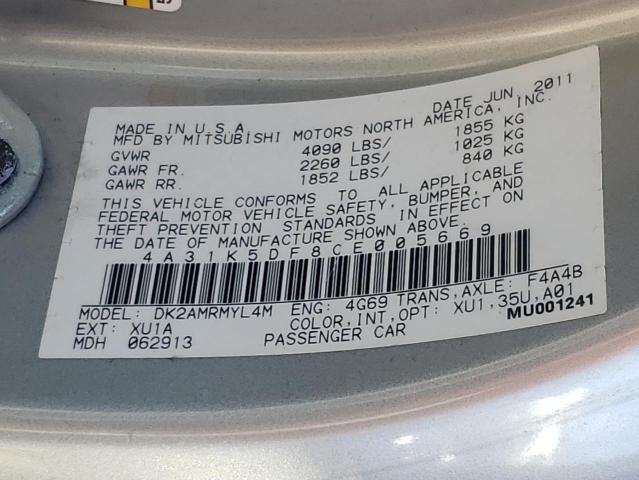 MADE IN U.S.A. DATE JUN, 2011
MFD BY MITSUBISHI MOTORS NORTH AMERICA, INC.
GVWR 4090 LBS/ 1855 KG
GAWR FR. 2260 LBS/ 1025 KG
GAWR RR. 1852 LBS/ 840 KG
THIS VEHICLE CONFORMS TO ALL APPLICABLE
FEDERAL MOTOR VEHICLE SAFETY, BUMPER, AND
THEFT PREVENTION STANDARDS IN EFFECT ON
THE DATE OF MANUFACTURE SHOWN ABOVE.
4A31K5DF8CE005669
MODEL: DK2AMRMYL4M ENG: 4G69 TRANS,AXLE: F4A4B
EXT: XU1A COLOR,INT,OPT: XU1,35U,A01
MDH 062913 PASSENGER CAR MU001241